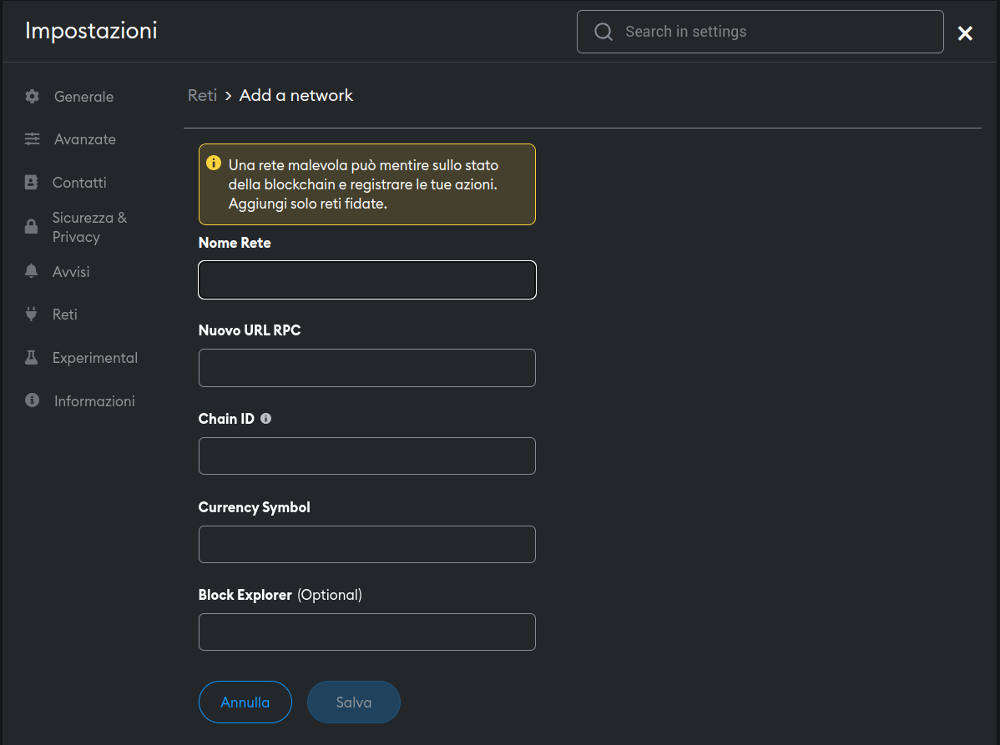 Impostazioni
Search in settings
Generale
Avanzate
Contatti
Sicurezza &
Privacy
Avvisi
Reti
Experimental
Informazioni
Reti › Add a network
Una rete malevola può mentire sullo stato
della blockchain e registrare le tue azioni.
Aggiungi solo reti fidate.
Nome Rete
Nuovo URL RPC
Chain ID
Currency Symbol
Block Explorer (Optional)
Annulla
Salva